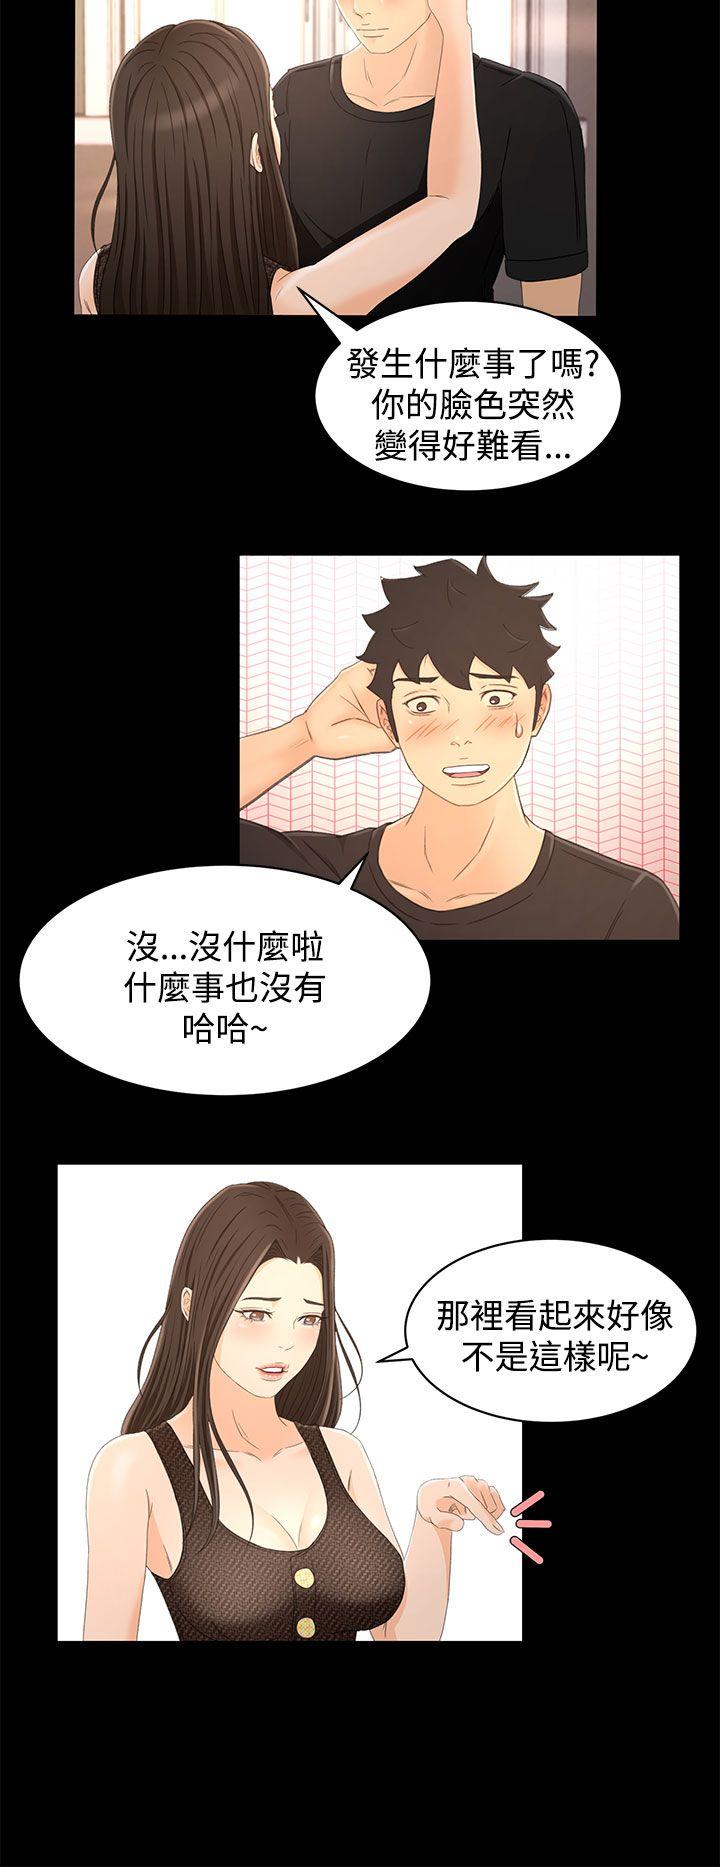 發生什麼事了嗎?
你的臉色突然
變得好難看...
沒...沒什麼啦
什麼事也沒有
哈哈~
那裡看起來好像
不是這樣呢~